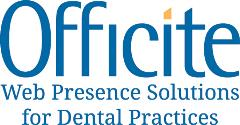 Officite
Web Presence Solutions
for Dental Practices